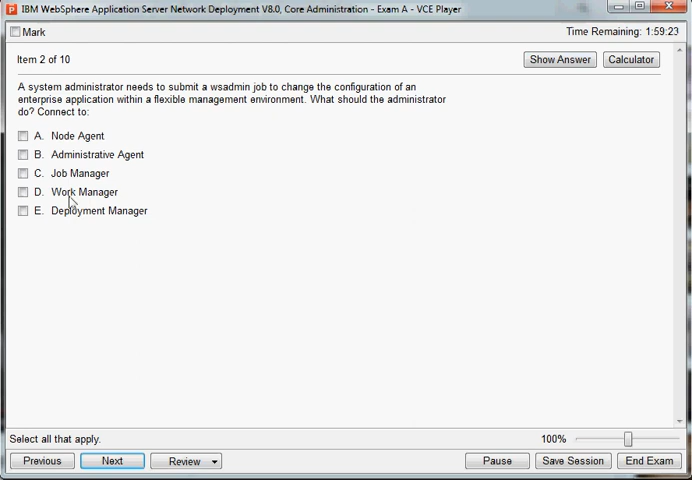 IBM WebSphere Application Server Network Deployment V8.0, Core Administration - Exam A - VCE Player
Mark
Time Remaining: 1:59:23
Item 2 of 10
Show Answer
Calculator
A system administrator needs to submit a wsadmin job to change the configuration of an
enterprise application within a flexible management environment. What should the administrator
do? Connect to:
A. Node Agent
B. Administrative Agent
C. Job Manager
D. Work Manager
E. Deployment Manager
Select all that apply.
100%
Previous
Next
Review
Pause
Save Session
End Exam